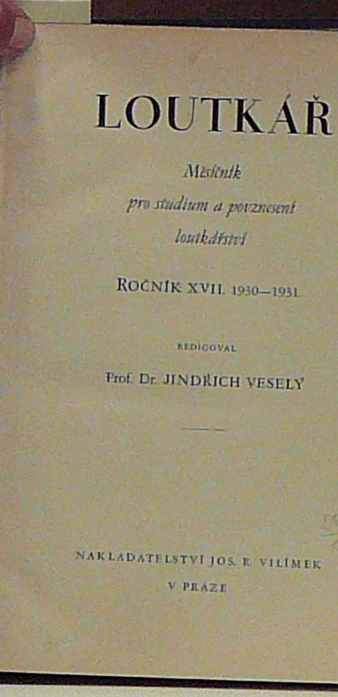 LOUTKÁŘ
Měsíčník
pro studium a povznesení
loutkářství
ROČNÍK XVII. 1930—1931
REDIGOVAL
Prof. Dr. JINDŘICH VESELÝ
NAKLADATELSTVÍ JOS. R. VILÍMEK
V PRAZE